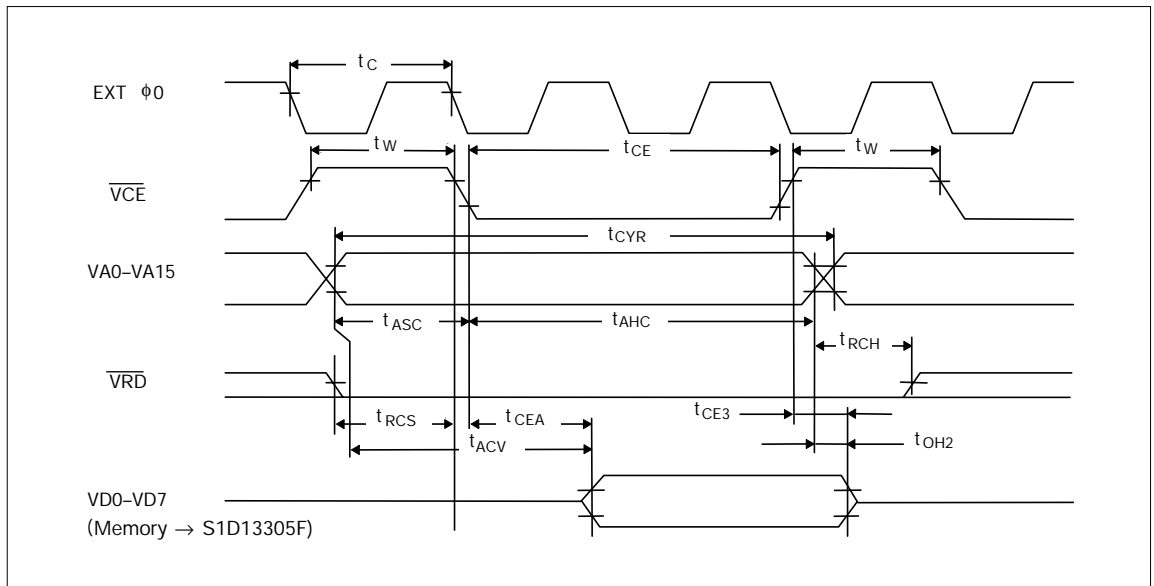 tC
EXT ϕ0
tW tCE tW
VCE
tCYR
VA0–VA15
tASC tAHC
tRCH
VRD
tRCS tCEA tCE3
tACV tOH2
VD0–VD7
(Memory → S1D13305F)